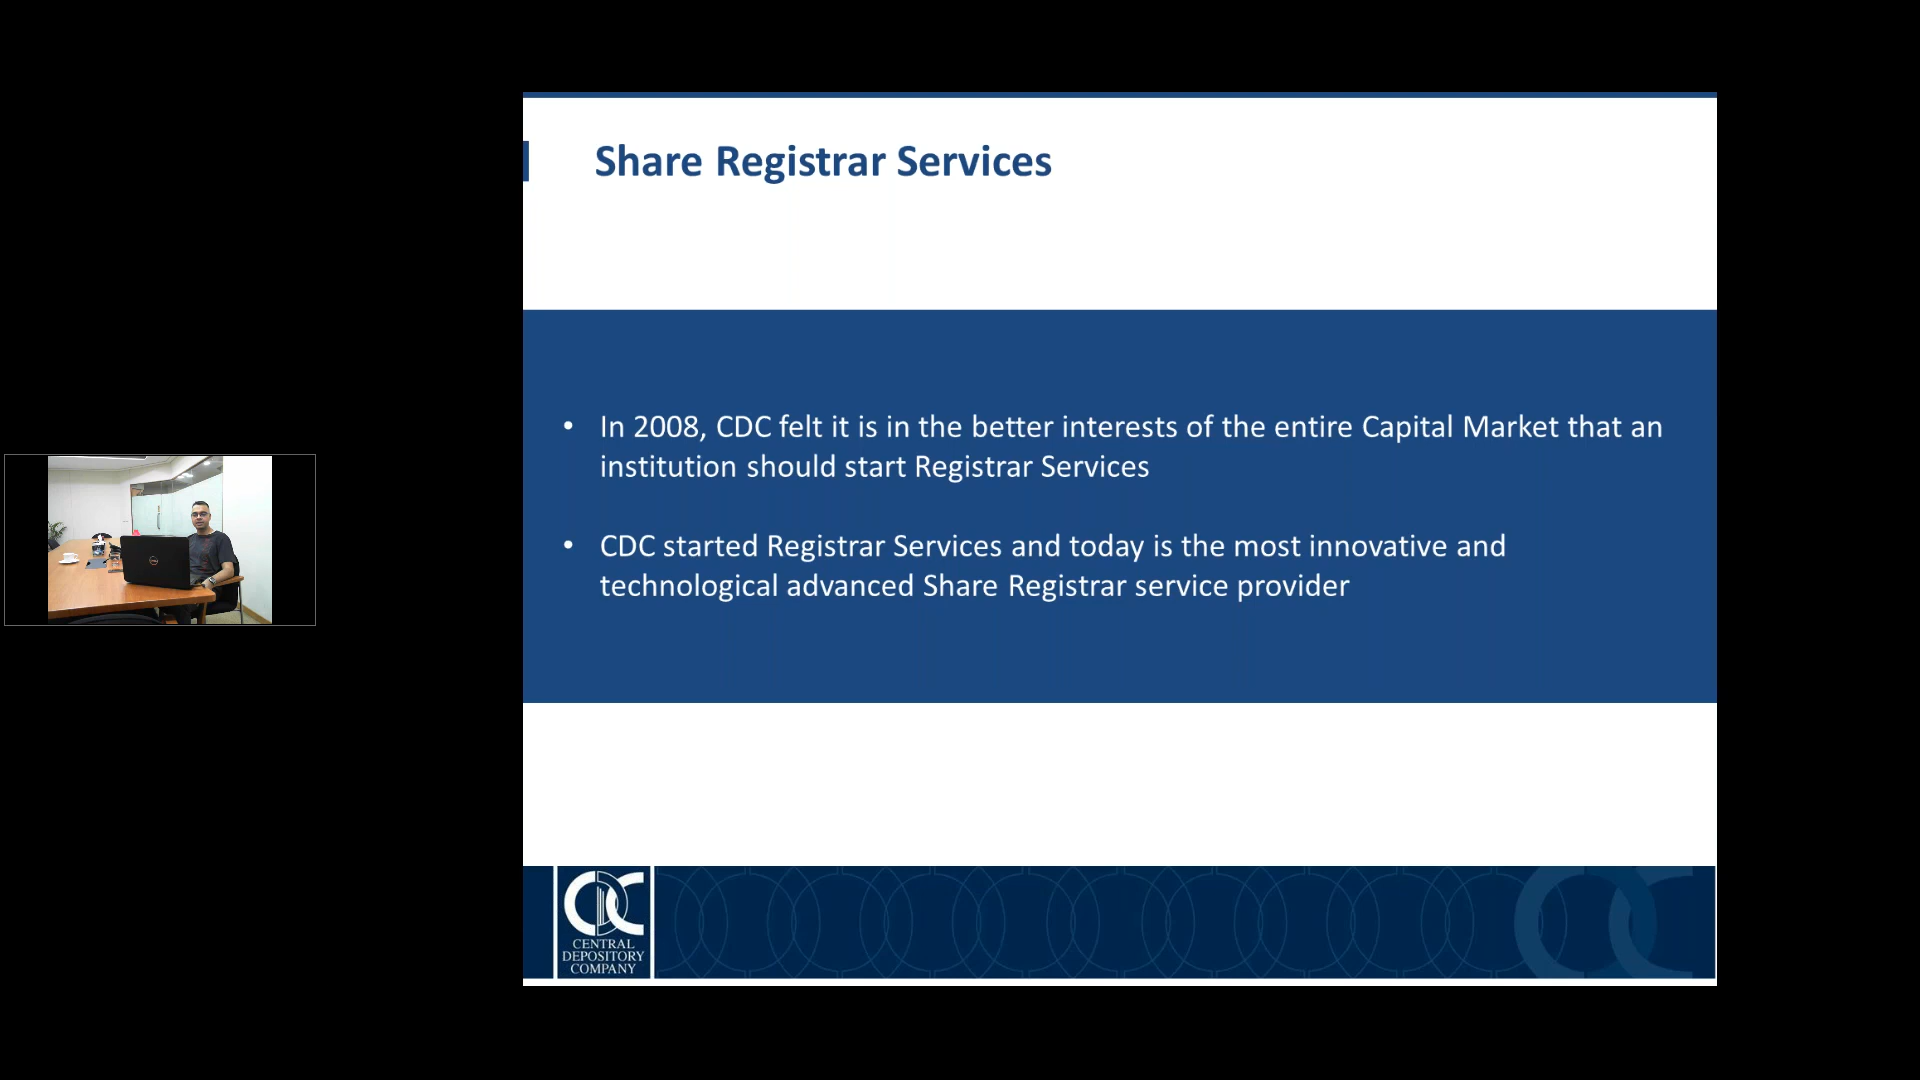 Share Registrar Services
• In 2008, CDC felt it is in the better interests of the entire Capital Market that an
institution should start Registrar Services
• CDC started Registrar Services and today is the most innovative and
technological advanced Share Registrar service provider
CENTRAL
DEPOSITORY
COMPANY